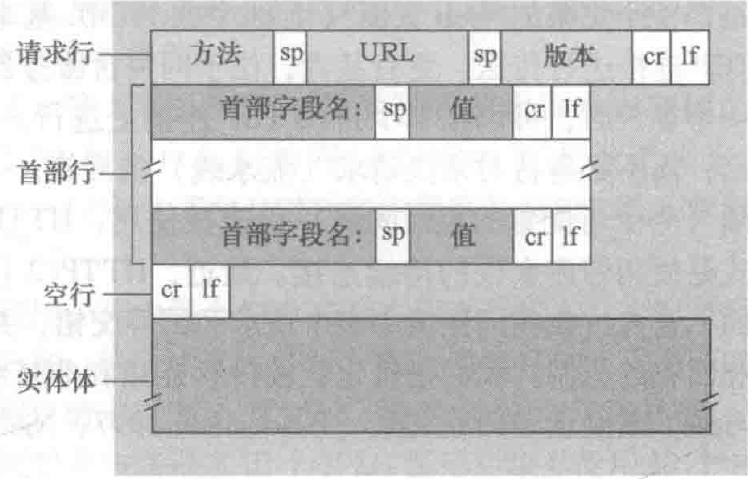 请求行 方法 sp URL sp 版本 cr lf
首部字段名: sp 值 cr lf
首部行
首部字段名: sp 值 cr lf
空行 cr lf
实体体